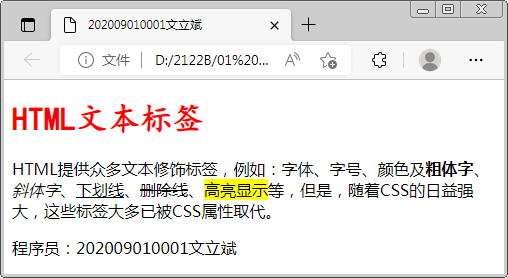 202009010001文立斌
文件
D:/2122B/01%20...
HTML文本标签
HTML提供众多文本修饰标签，例如：字体、字号、颜色及粗体字、
斜体字、下划线、删除线、高亮显示等，但是，随着CSS的日益强
大，这些标签大多已被CSS属性取代。
程序员：202009010001文立斌